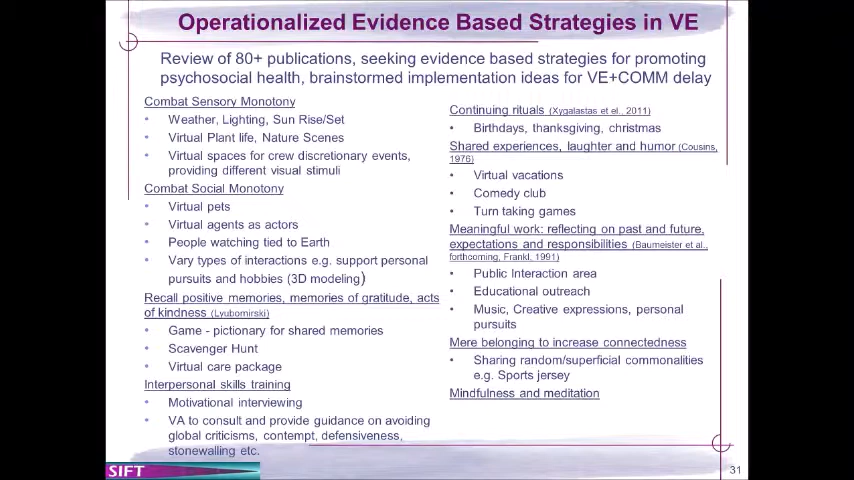 Operationalized Evidence Based Strategies in VE
Review of 80+ publications, seeking evidence based strategies for promoting
psychosocial health, brainstormed implementation ideas for VE+COMM delay
Combat Sensory Monotony
• Weather, Lighting, Sun Rise/Set
• Virtual Plant life, Nature Scenes
• Virtual spaces for crew discretionary events,
providing different visual stimuli
Combat Social Monotony
• Virtual pets
• Virtual agents as actors
• People watching tied to Earth
• Vary types of interactions e.g. support personal
pursuits and hobbies (3D modeling)
Recall positive memories, memories of gratitude, acts
of kindness (Lyubomirski)
• Game - pictionary for shared memories
• Scavenger Hunt
• Virtual care package
Interpersonal skills training
• Motivational interviewing
• VA to consult and provide guidance on avoiding
global criticisms, contempt, defensiveness,
stonewalling etc.
Continuing rituals (Xygalastas et el., 2011)
• Birthdays, thanksgiving, christmas
Shared experiences, laughter and humor (Cousins,
1976)
• Virtual vacations
• Comedy club
• Turn taking games
Meaningful work: reflecting on past and future,
expectations and responsibilities (Baumeister et al.,
forthcoming, Frankl, 1991)
• Public Interaction area
• Educational outreach
• Music, Creative expressions, personal
pursuits
Mere belonging to increase connectedness
• Sharing random/superficial commonalities
e.g. Sports jersey
Mindfulness and meditation
SIFT
31